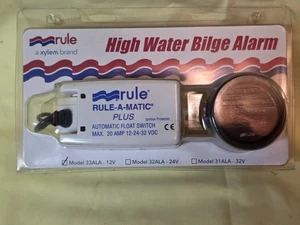 rule
a xylem brand
High Water Bilge Alarm
rule
RULE-A-MATIC®
PLUS
AUTOMATIC FLOAT SWITCH
MAX. 20 AMP 12-24-32 VDC
CE
Model 33ALA - 12V
Model 32ALA - 24V
Model 31ALA - 32V